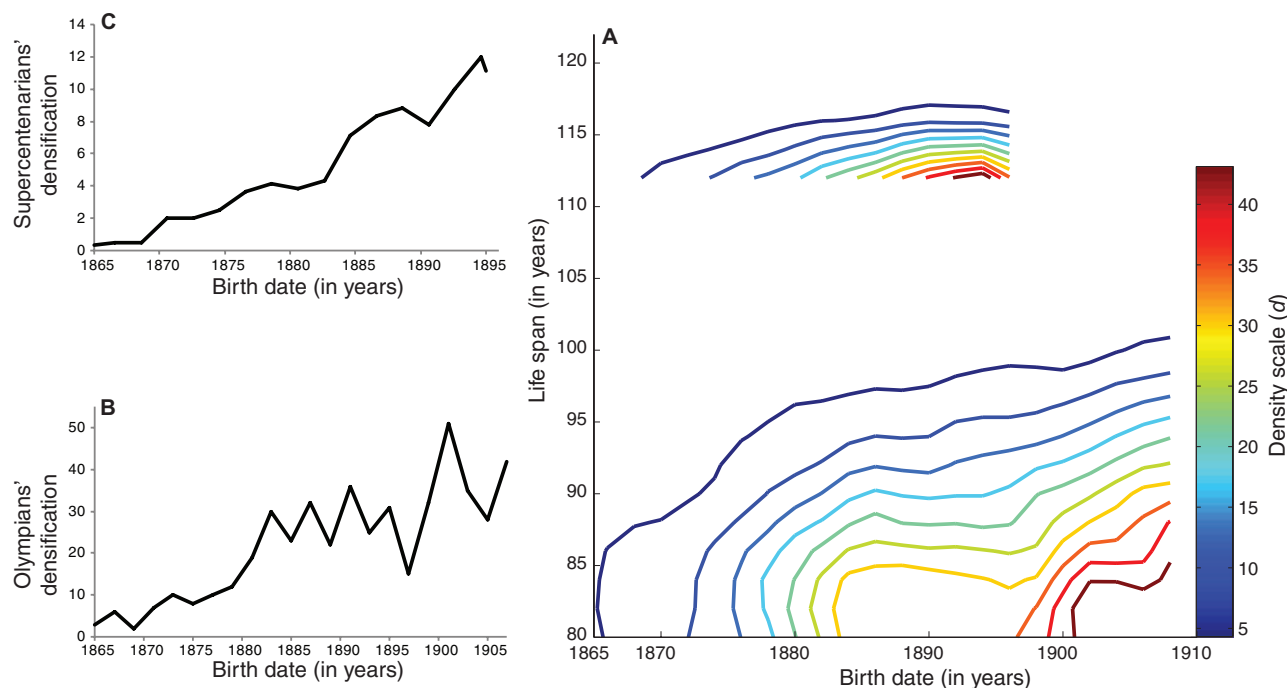 C
14
12
10
8
6
4
2
0
1865 1870 1875 1880 1885 1890 1895
Birth date (in years)
Supercentenarians'
densification
B
50
40
30
20
10
0
1865 1870 1875 1880 1885 1890 1895 1900 1905
Birth date (in years)
Olympians'
densification
A
120
115
110
105
100
95
90
85
80
1865 1870 1880 1890 1900 1910
Birth date (in years)
Life span (in years)
40
35
30
25
20
15
10
5
Density scale (d)